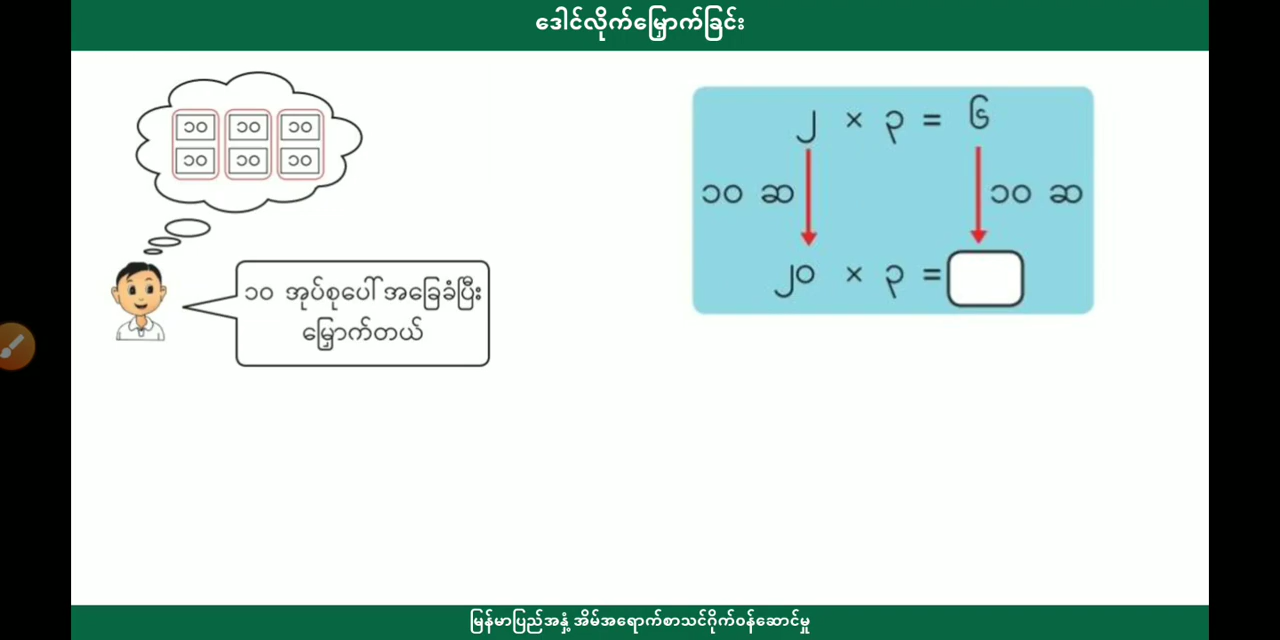 ဒေါင်လိုက်မြှောက်ခြင်း
၁၀ ၁၀ ၁၀
၁၀ ၁၀ ၁၀
၁၀ အုပ်စုပေါ် အခြေခံပြီး
မြှောက်တယ်
၂ × ၃ = ၆
၁၀ ဆ ၁၀ ဆ
၂၀ × ၃ =
မြန်မာပြည်အနှံ့ အိမ်အရောက်စာသင်ဂိုက်ဝန်ဆောင်မှု